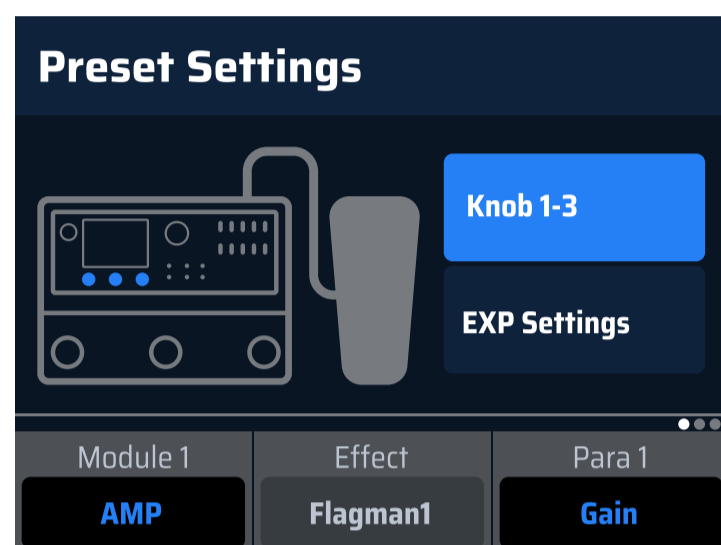 Preset Settings
Knob 1-3
EXP Settings
Module 1
Effect
Para 1
AMP
Flagman1
Gain